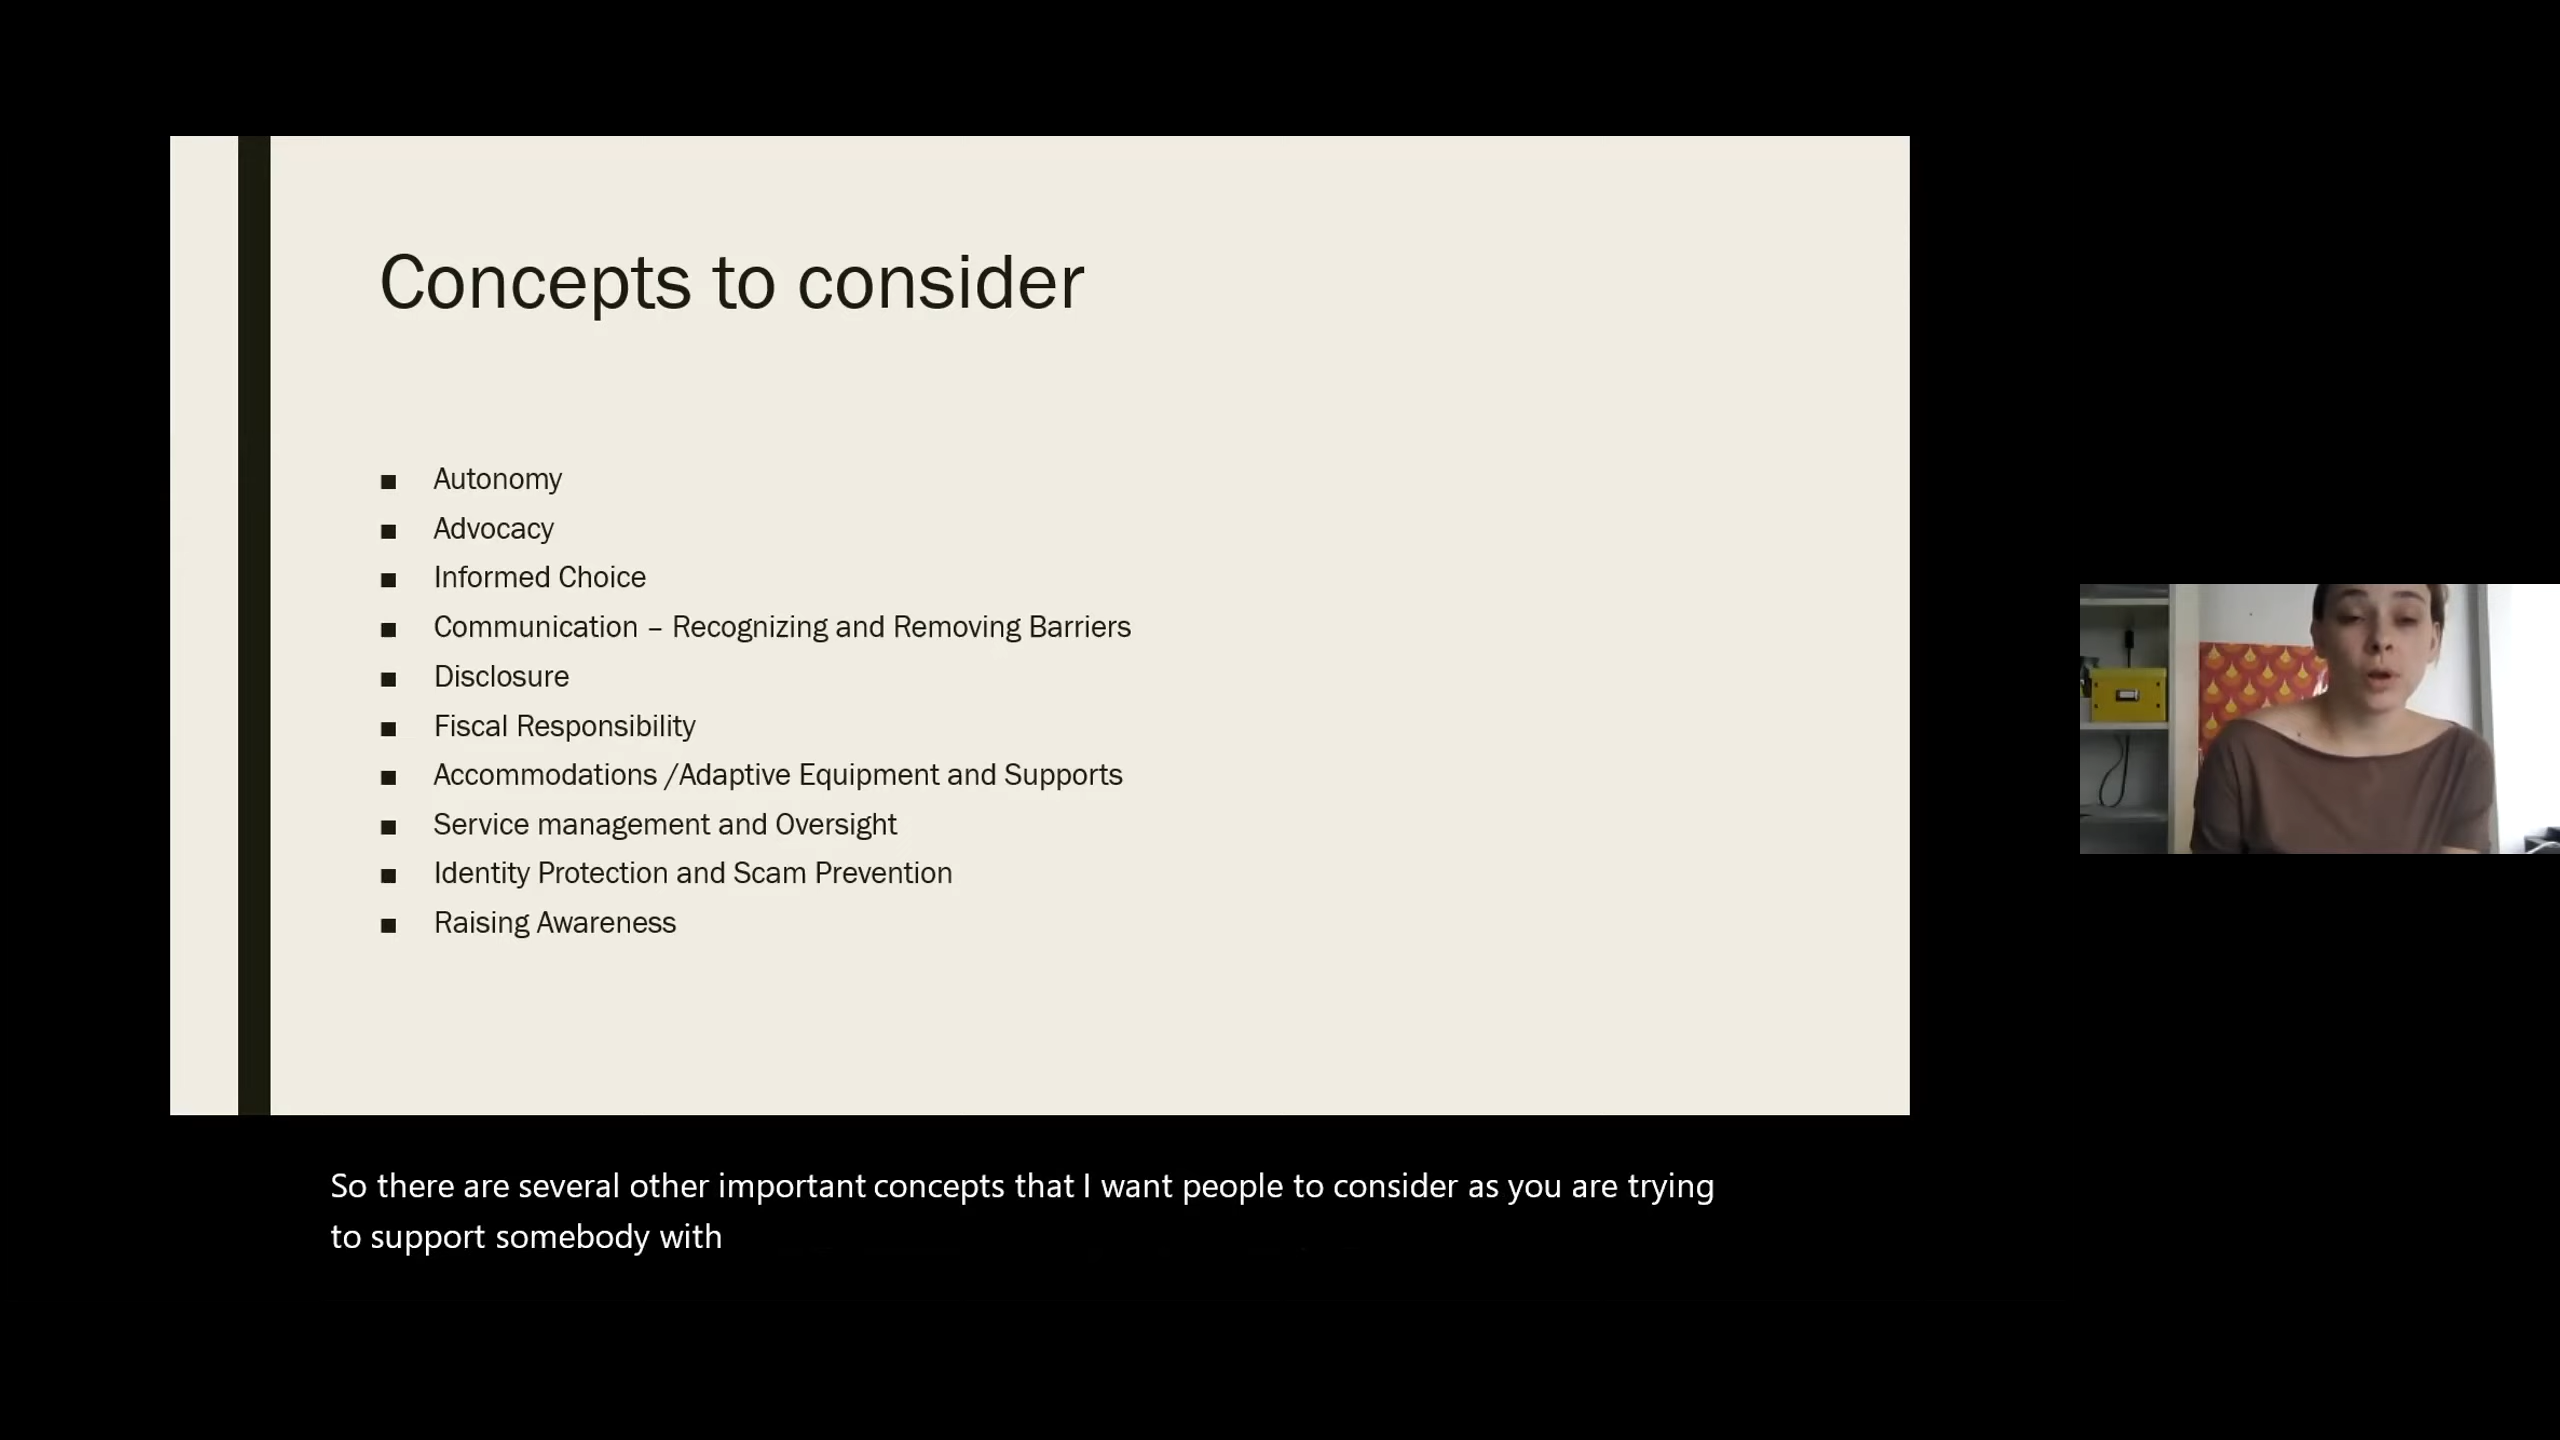 Concepts to consider
■ Autonomy
■ Advocacy
■ Informed Choice
■ Communication – Recognizing and Removing Barriers
■ Disclosure
■ Fiscal Responsibility
■ Accommodations /Adaptive Equipment and Supports
■ Service management and Oversight
■ Identity Protection and Scam Prevention
■ Raising Awareness
So there are several other important concepts that I want people to consider as you are trying
to support somebody with